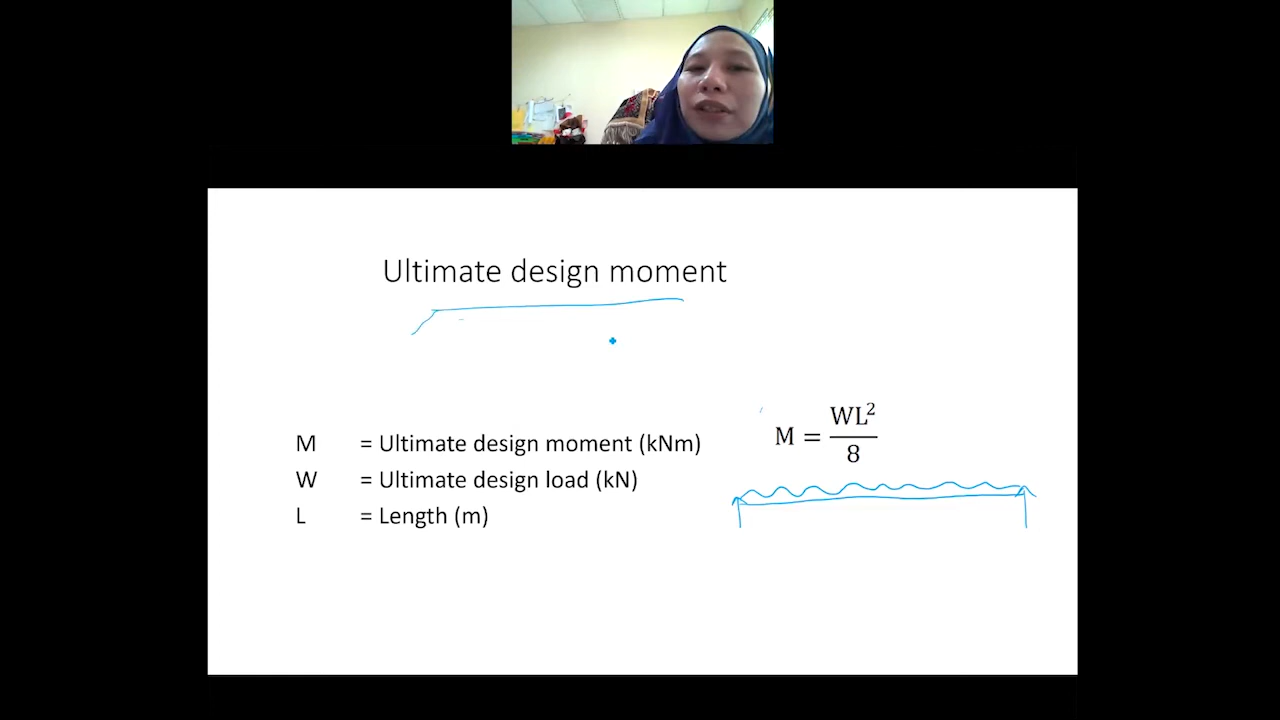 Ultimate design moment
M = Ultimate design moment (kNm)
W = Ultimate design load (kN)
L = Length (m)
M = WL²/8